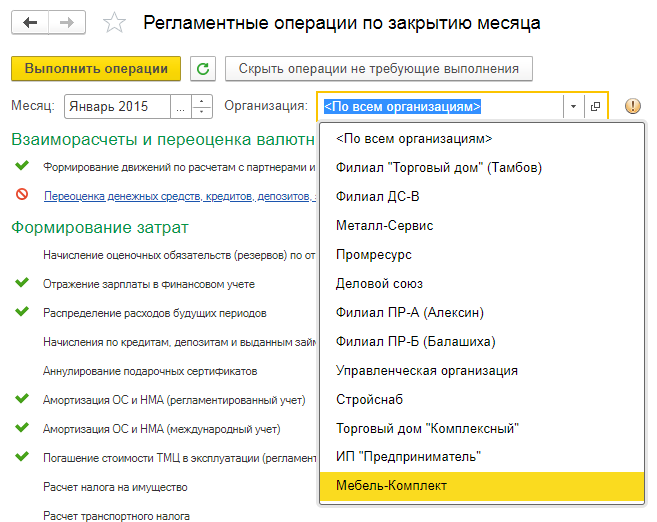 Регламентные операции по закрытию месяца
Выполнить операции
Скрыть операции не требующие выполнения
Месяц: Январь 2015 ... Организация: <По всем организациям>
Взаиморасчеты и переоценка валютн
<По всем организациям>
Формирование движений по расчетам с партнерами и
Филиал "Торговый дом" (Тамбов)
Переоценка денежных средств, кредитов, депозитов,
Филиал ДС-В
Формирование затрат
Металл-Сервис
Начисление оценочных обязательств (резервов) по от
Промресурс
Отражение зарплаты в финансовом учете
Деловой союз
Распределение расходов будущих периодов
Филиал ПР-А (Алексин)
Начисления по кредитам, депозитам и выданным займ
Филиал ПР-Б (Балашиха)
Аннулирование подарочных сертификатов
Управленческая организация
Амортизация ОС и НМА (регламентированный учет)
Стройснаб
Амортизация ОС и НМА (международный учет)
Торговый дом "Комплексный"
Погашение стоимости ТМЦ в эксплуатации (регламент
ИП "Предприниматель"
Расчет налога на имущество
Мебель-Комплект
Расчет транспортного налога